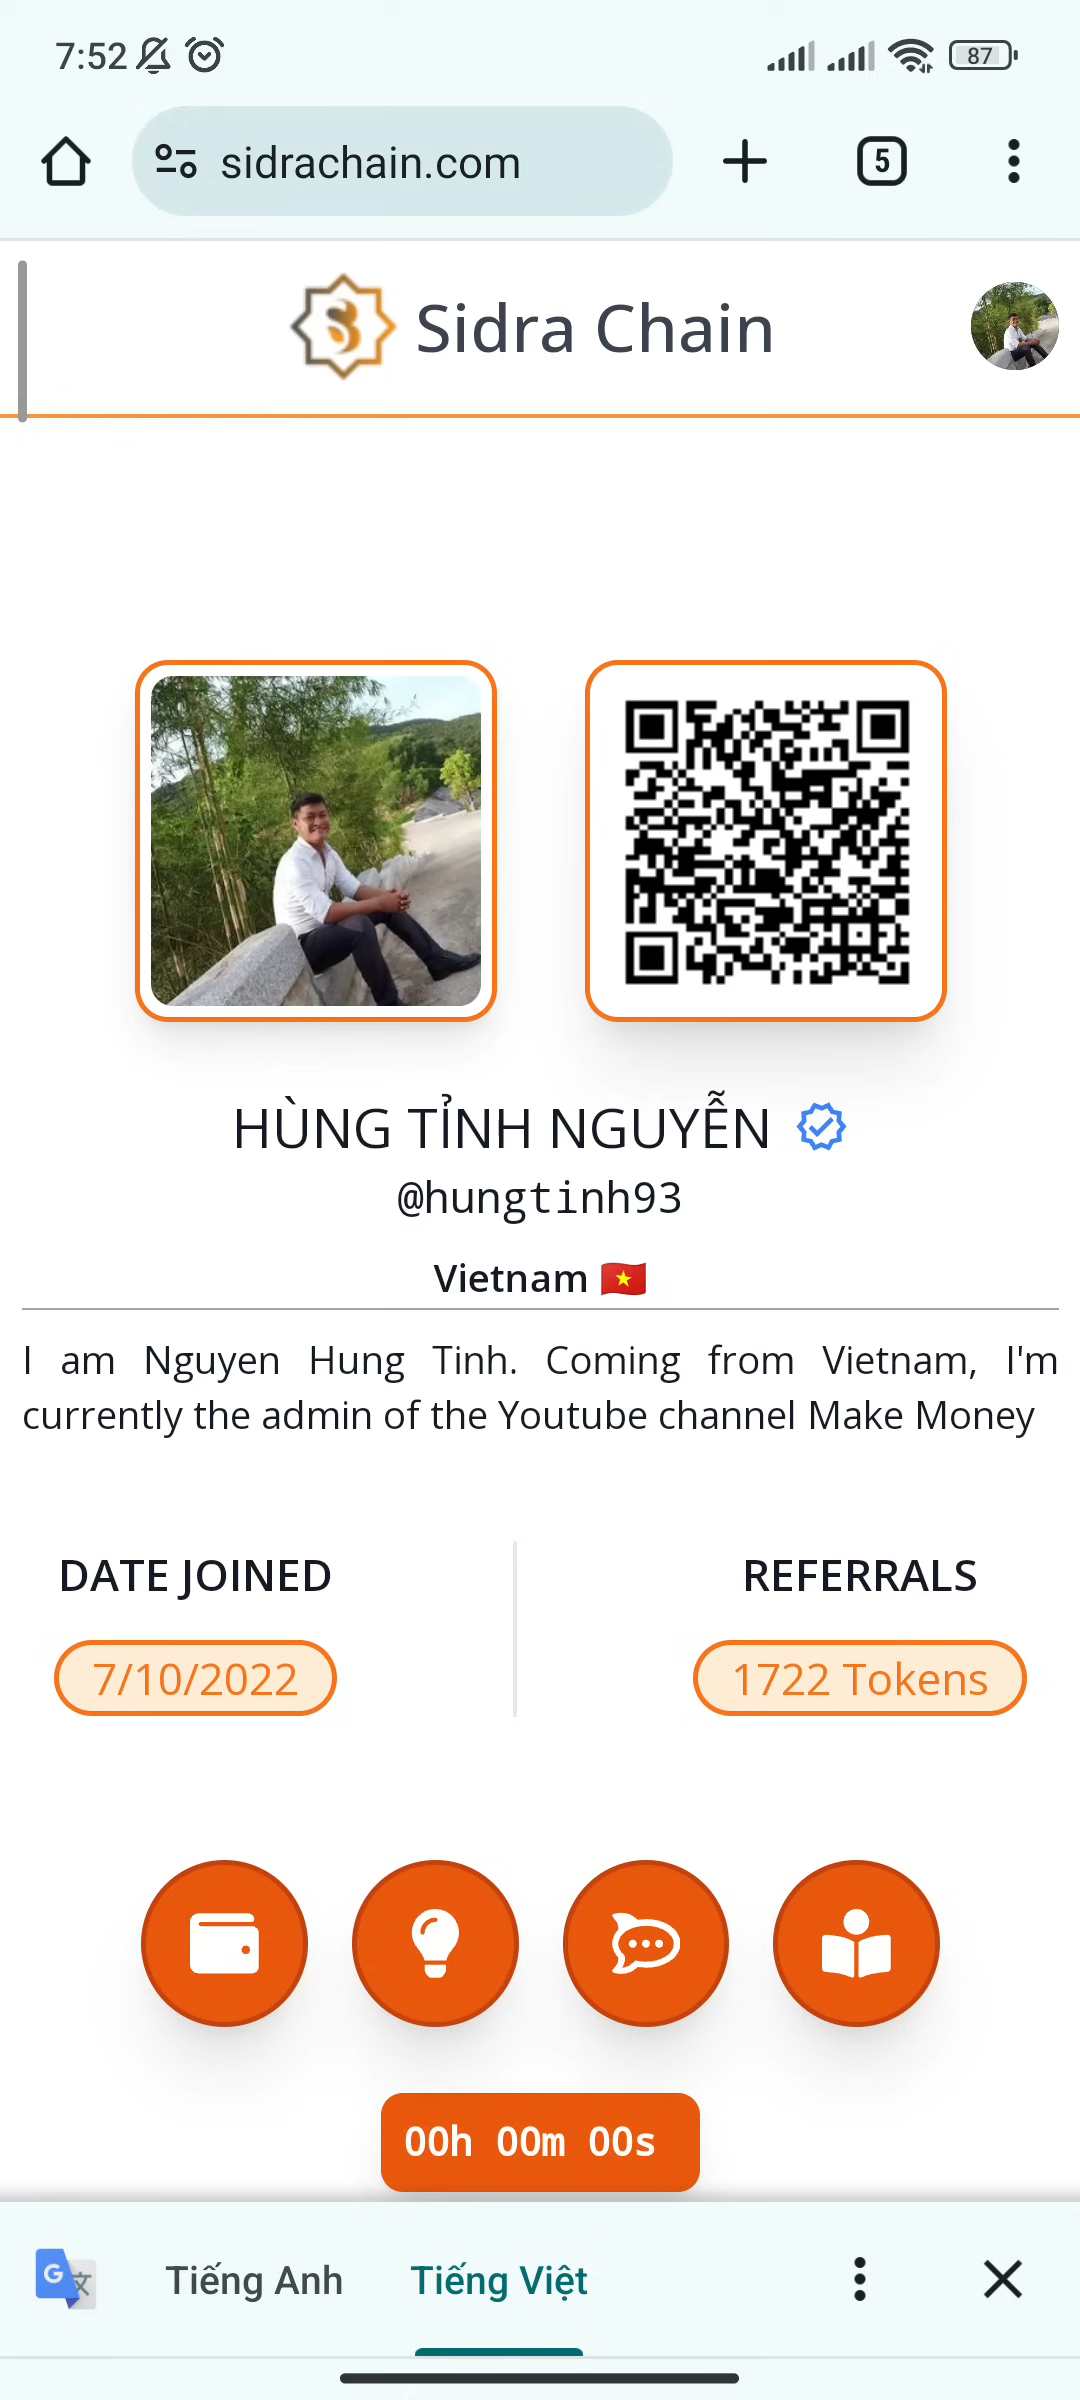 7:52
87
sidrachain.com
5
Sidra Chain
HÙNG TỈNH NGUYỄN
@hungtinh93
Vietnam
I am Nguyen Hung Tinh. Coming from Vietnam, I'm
currently the admin of the Youtube channel Make Money
DATE JOINED
REFERRALS
7/10/2022
1722 Tokens
00h 00m 00s
Tiếng Anh
Tiếng Việt